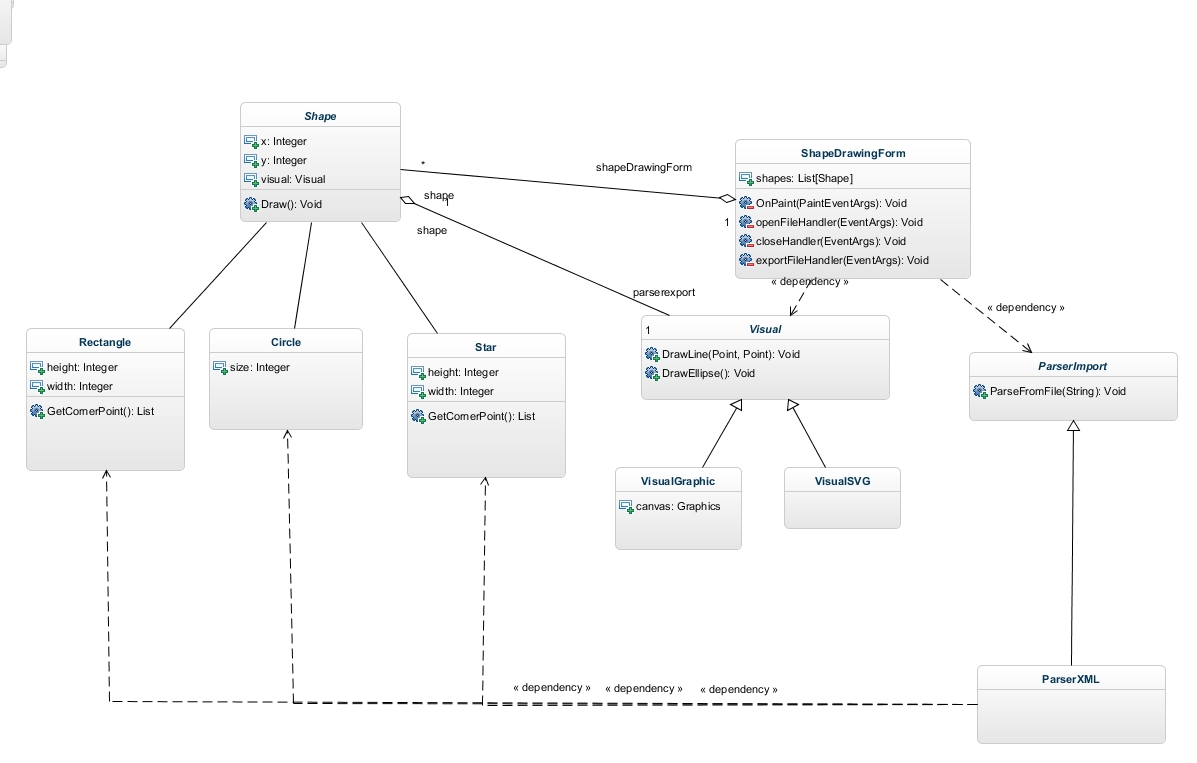 Shape
x: Integer
y: Integer
visual: Visual
Draw(): Void
*
shapeDrawingForm
shape
1
shape
parserexport
ShapeDrawingForm
shapes: List[Shape]
OnPaint(PaintEventArgs): Void
openFileHandler(EventArgs): Void
closeHandler(EventArgs): Void
exportFileHandler(EventArgs): Void
1
« dependency »
« dependency »
Rectangle
height: Integer
width: Integer
GetCornerPoint(): List
Circle
size: Integer
Star
height: Integer
width: Integer
GetCornerPoint(): List
1
Visual
DrawLine(Point, Point): Void
DrawEllipse(): Void
ParserImport
ParseFromFile(String): Void
VisualGraphic
canvas: Graphics
VisualSVG
« dependency » « dependency » « dependency »
ParserXML